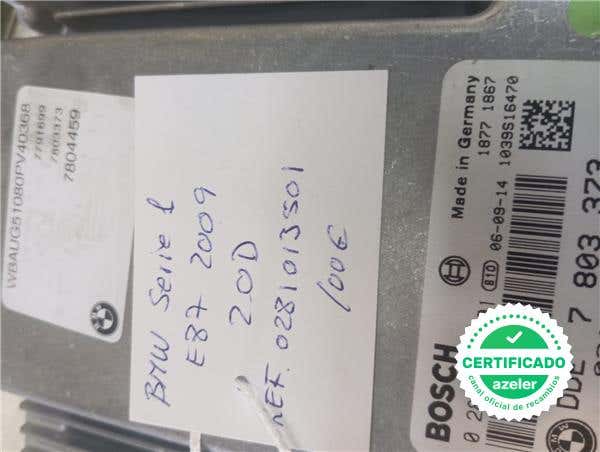 WBAUG51080PV40368
7791699
7803373
7804459
BMW Serie 1
E87 2009
2.0D
REF. 0281013501
100€
Made in Germany
1877 1867
1039S16470
810 06-09-14
BOSCH
DDE 7 803 373
CERTIFICADO
azeler
canal oficial de recambios